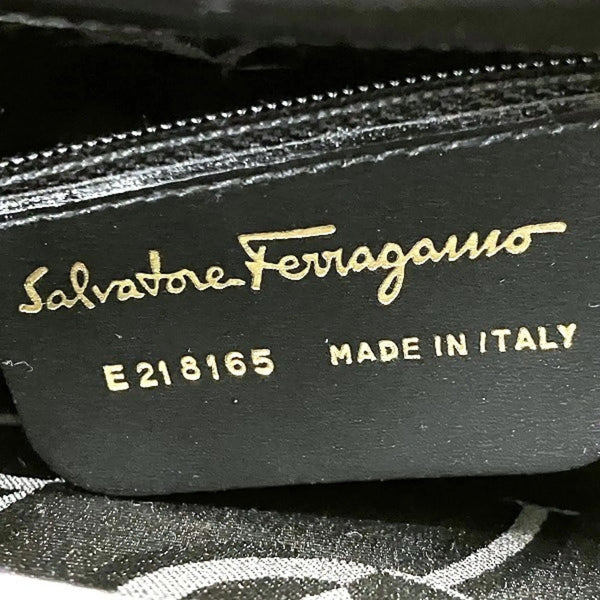 Salvatore Ferragamo
E218165 MADE IN ITALY